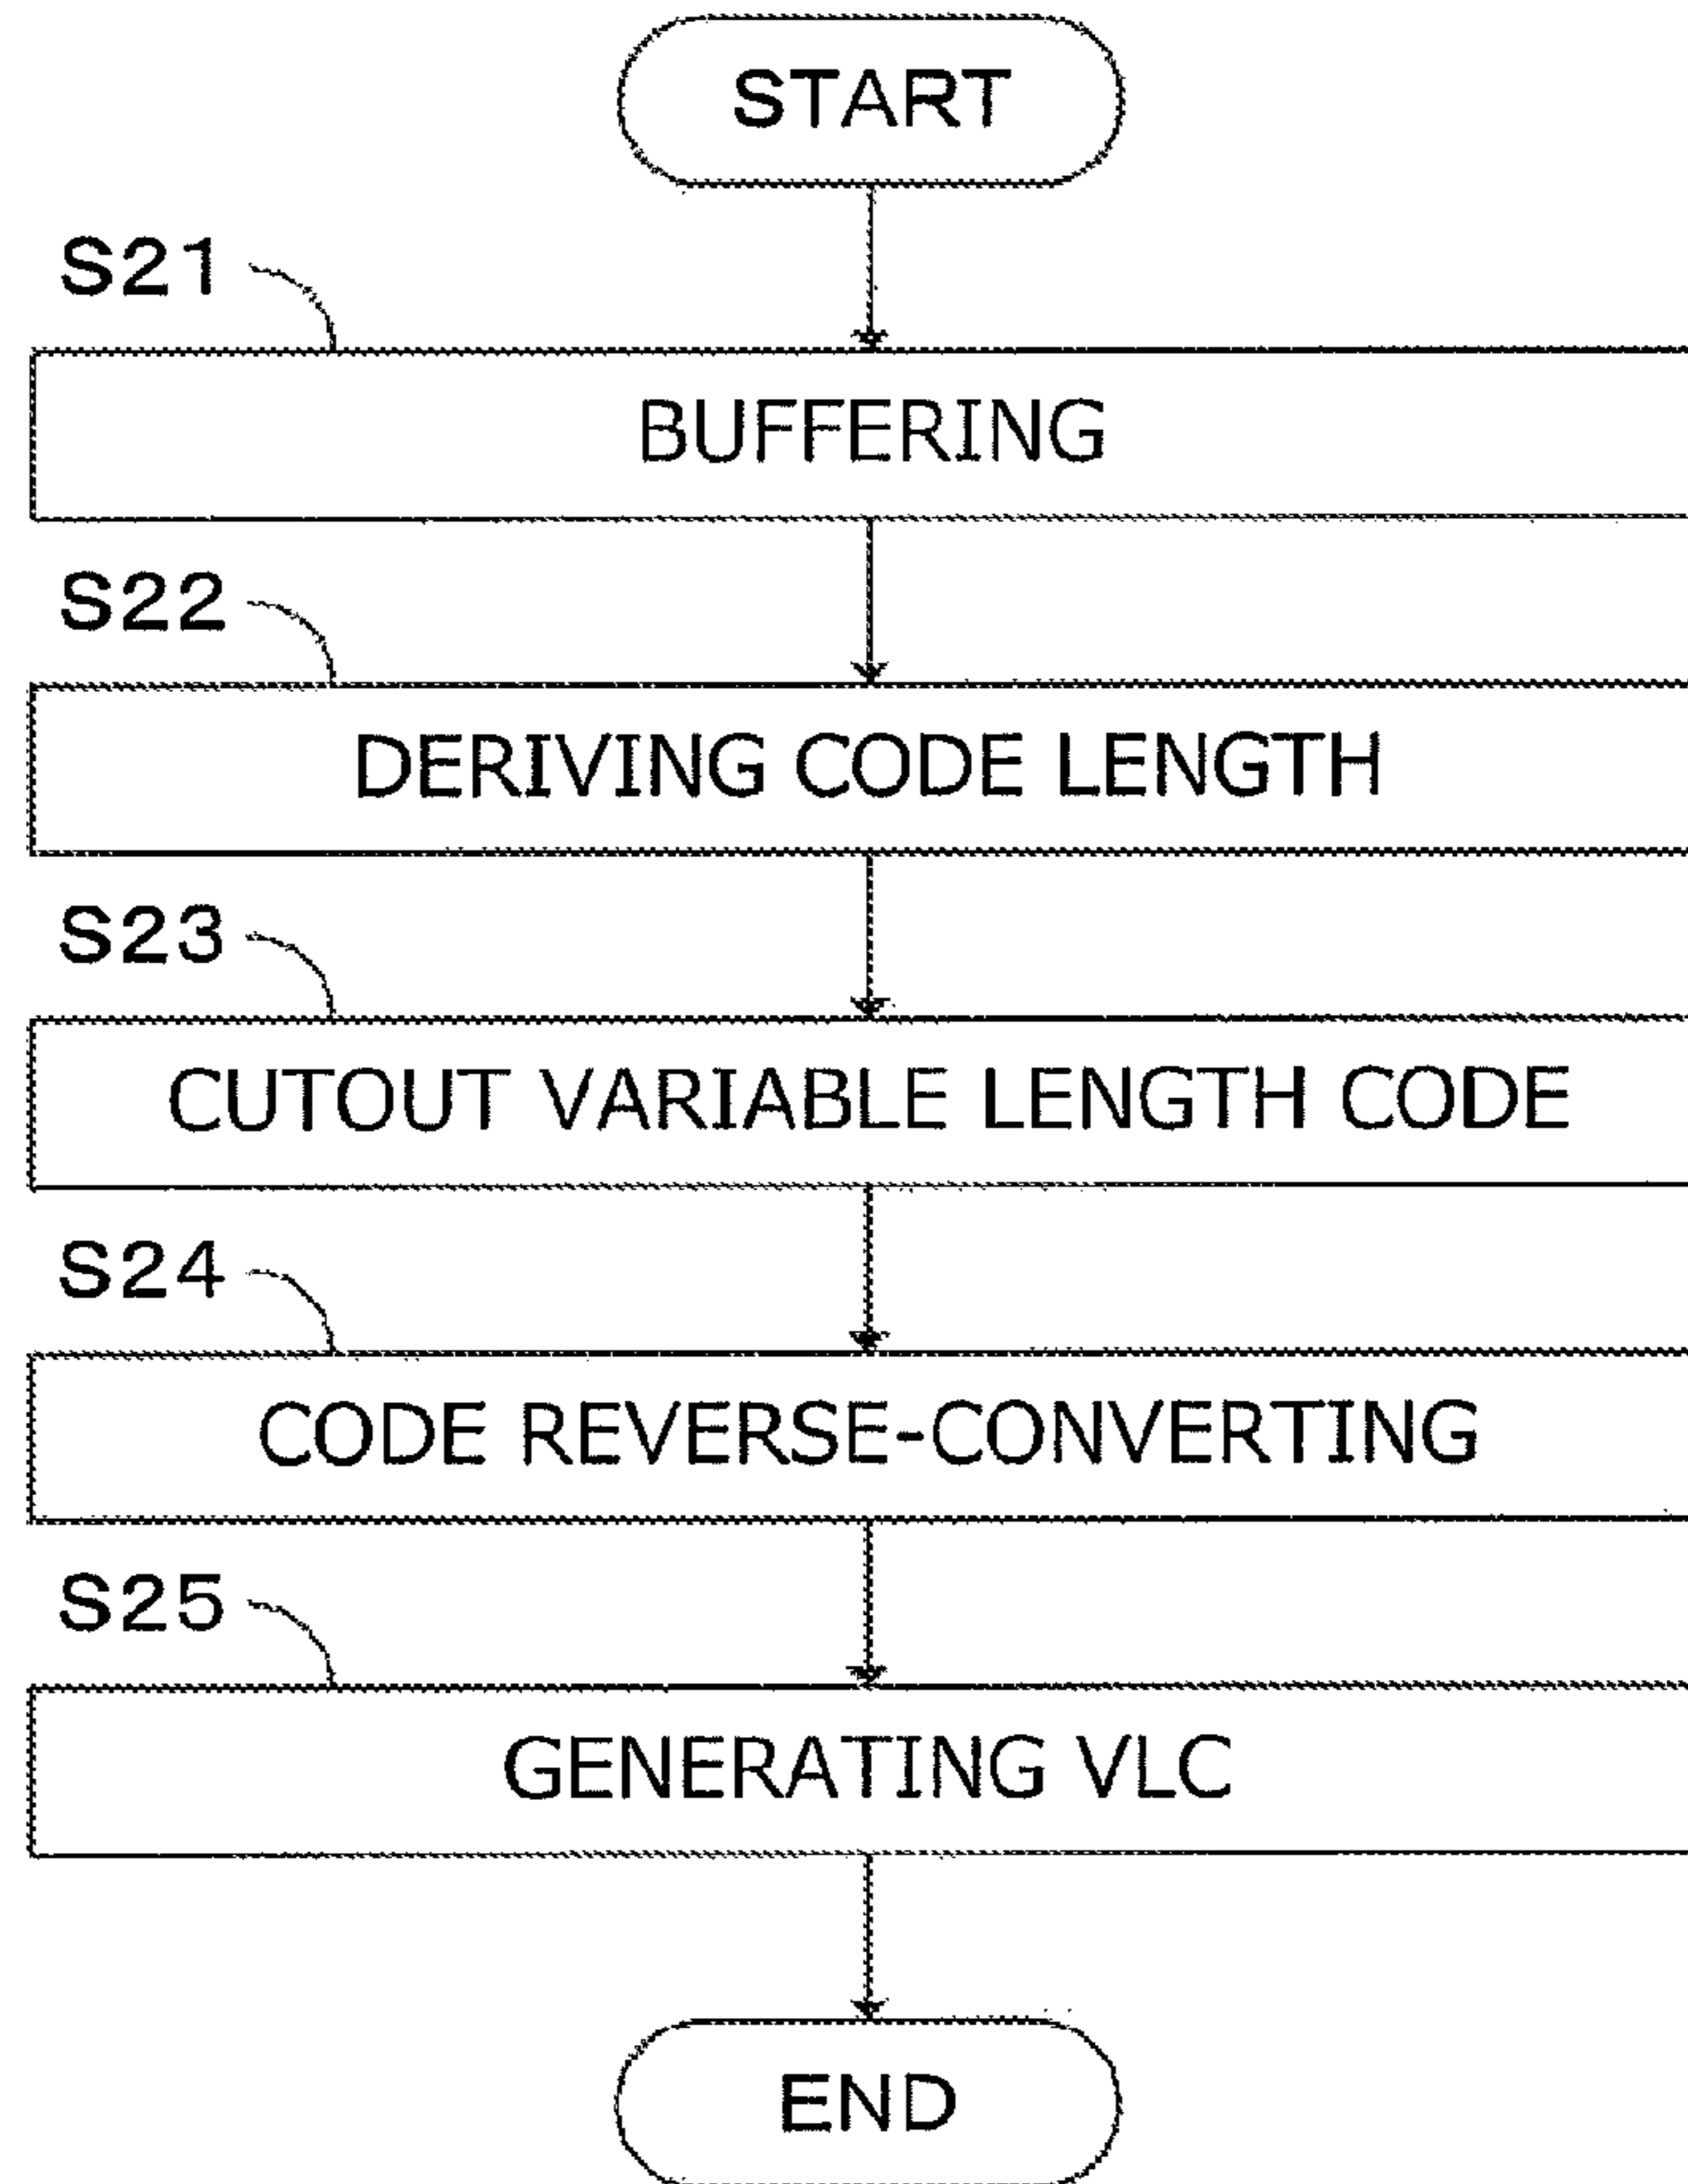 START
S21
BUFFERING
S22
DERIVING CODE LENGTH
S23
CUTOUT VARIABLE LENGTH CODE
S24
CODE REVERSE-CONVERTING
S25
GENERATING VLC
END